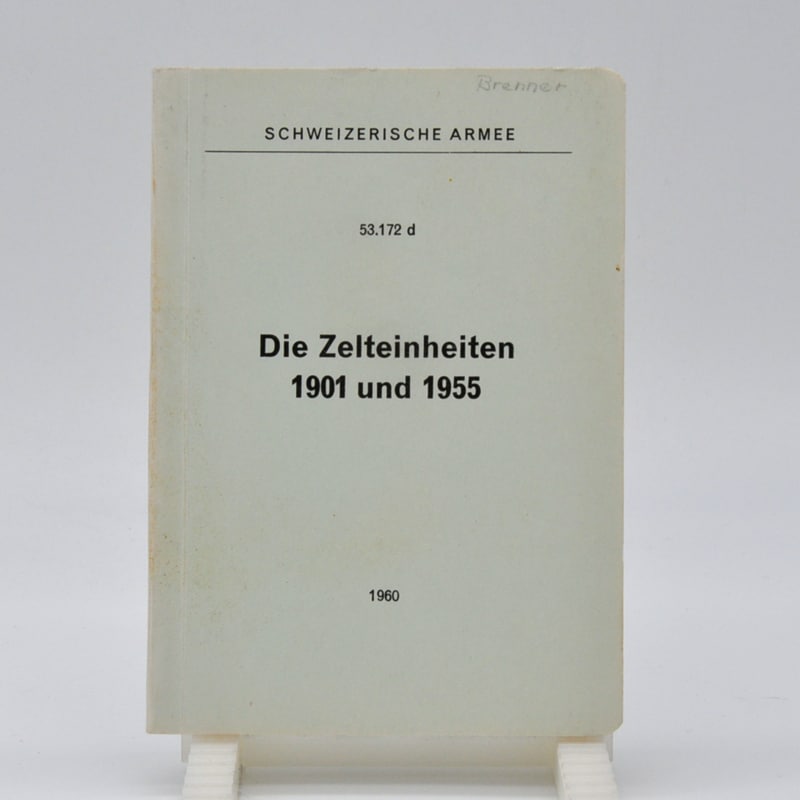 Brenner
SCHWEIZERISCHE ARMEE
53.172 d
Die Zelteinheiten
1901 und 1955
1960